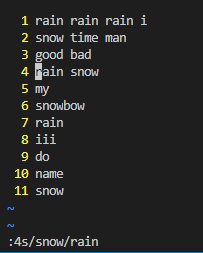 1 rain rain rain i
2 snow time man
3 good bad
4 rain snow
5 my
6 snowbow
7 rain
8 iii
9 do
10 name
11 snow
~
~
:4s/snow/rain